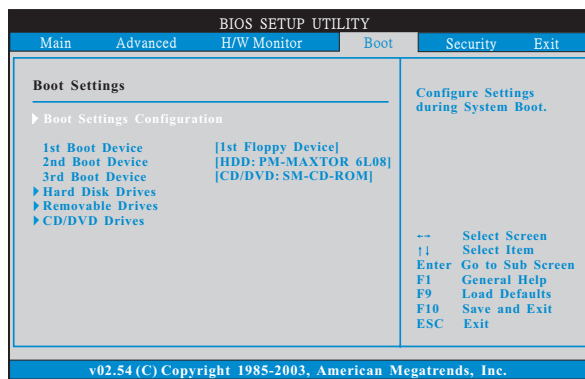 BIOS SETUP UTILITY
Main Advanced H/W Monitor Boot Security Exit
Boot Settings
Boot Settings Configuration
1st Boot Device [1st Floppy Device]
2nd Boot Device [HDD: PM-MAXTOR 6L08]
3rd Boot Device [CD/DVD: SM-CD-ROM]
Hard Disk Drives
Removable Drives
CD/DVD Drives
Configure Settings
during System Boot.
←→ Select Screen
↑↓ Select Item
Enter Go to Sub Screen
F1 General Help
F9 Load Defaults
F10 Save and Exit
ESC Exit
v02.54 (C) Copyright 1985-2003, American Megatrends, Inc.